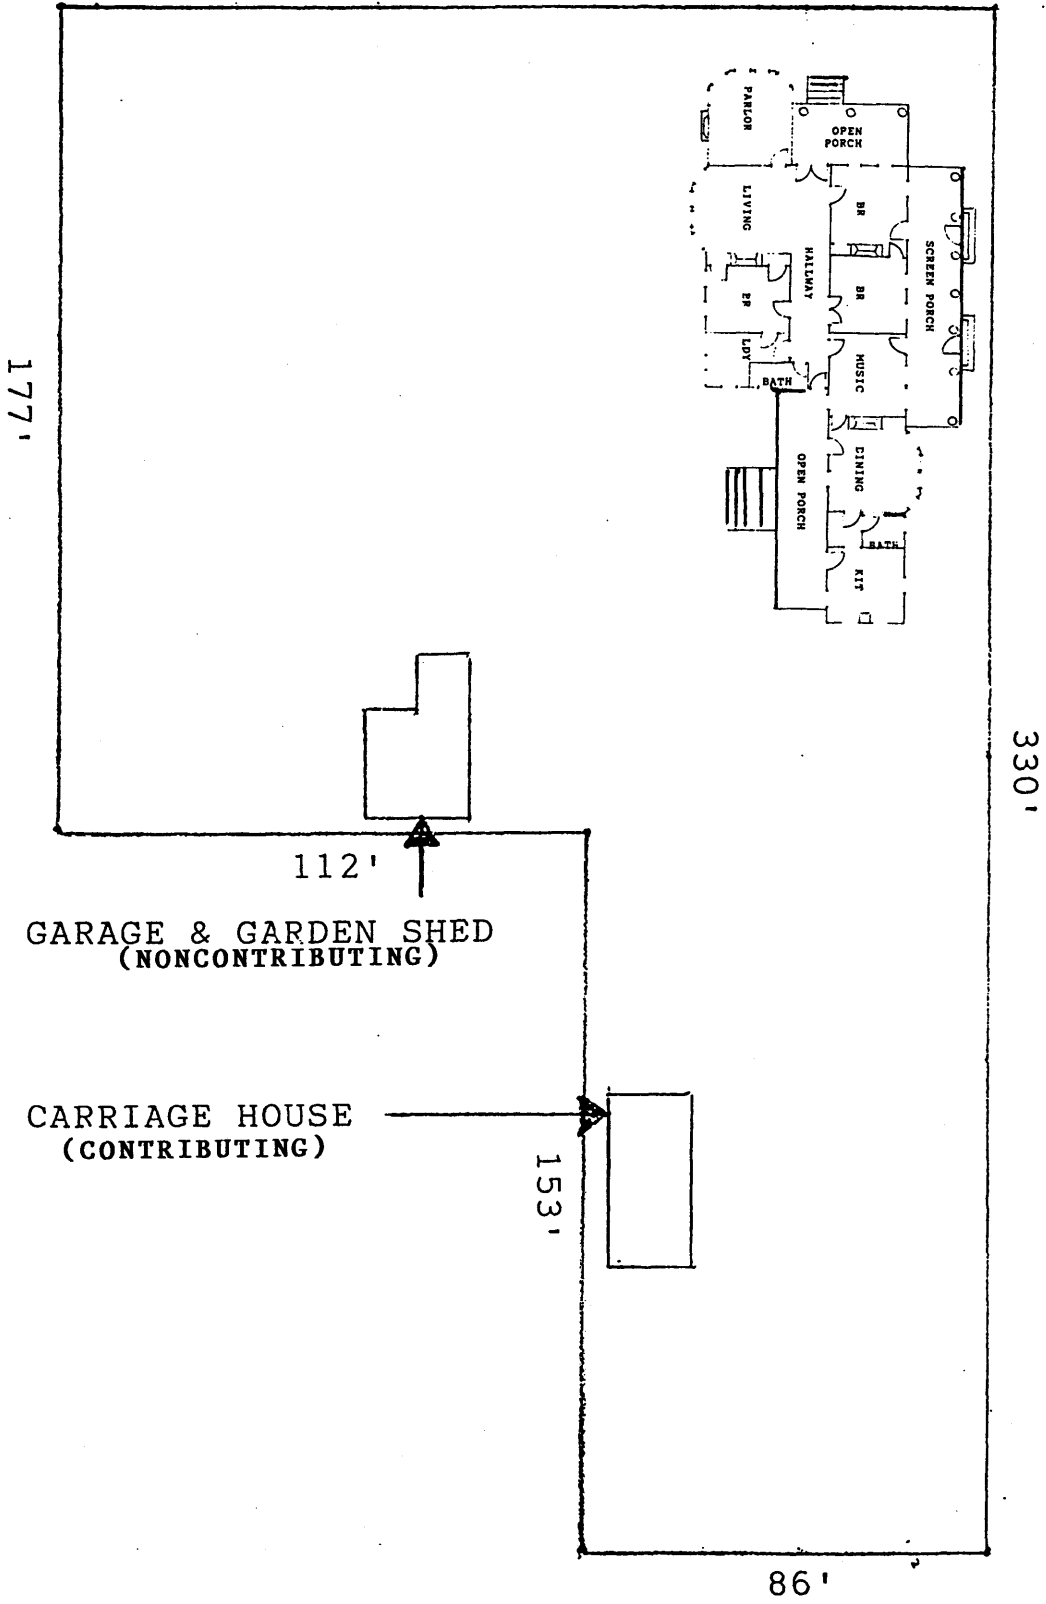 PARLOR
OPEN
PORCH
LIVING
BR
SCREEN PORCH
HALLWAY
BR
BR
LDY
MUSIC
BATH
DINING
OPEN PORCH
BATH
KIT
177'
330'
112'
GARAGE & GARDEN SHED
(NONCONTRIBUTING)
CARRIAGE HOUSE
(CONTRIBUTING)
153'
86'